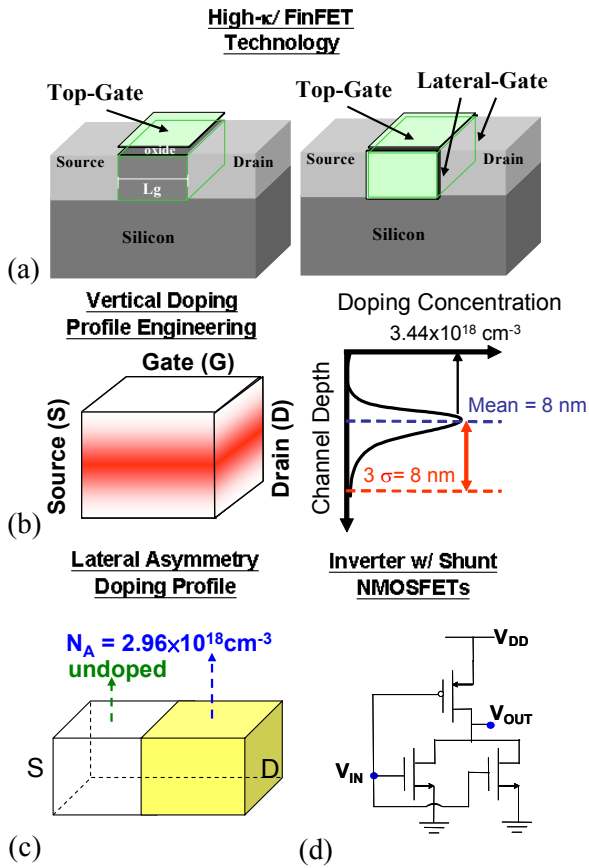 High-κ/ FinFET
Technology
Top-Gate
oxide
Source
Drain
Lg
Silicon
Lateral-Gate
Top-Gate
Source
Drain
Silicon
(a)
Vertical Doping
Profile Engineering
Gate (G)
Source (S)
Drain (D)
(b)
Doping Concentration
3.44x10¹⁸ cm⁻³
Channel Depth
Mean = 8 nm
3 σ= 8 nm
Lateral Asymmetry
Doping Profile
N_A = 2.96×10¹⁸cm⁻³
undoped
S
D
(c)
Inverter w/ Shunt
NMOSFETs
V_DD
V_OUT
V_IN
(d)